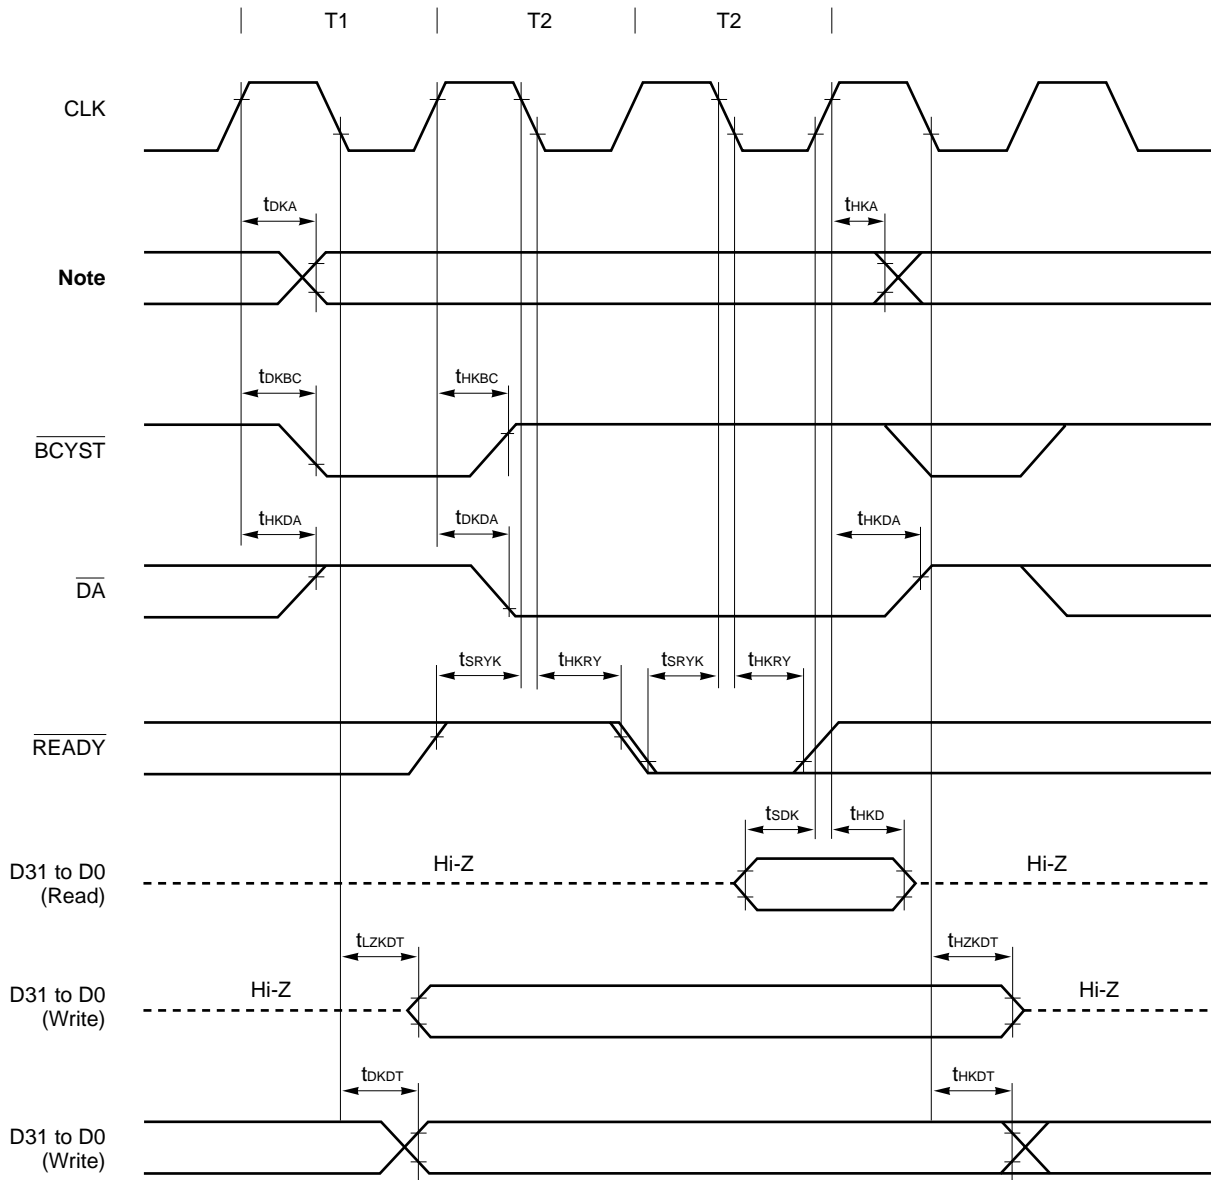 T1 T2 T2
CLK
tDKA tHKA
Note
tDKBC tHKBC
BCYST
tHKDA tDKDA tHKDA
DA
tSRYK tHKRY tSRYK tHKRY
READY
tSDK tHKD
D31 to D0
(Read)
Hi-Z Hi-Z
tLZKDT tHZKDT
D31 to D0
(Write)
Hi-Z Hi-Z
tDKDT tHKDT
D31 to D0
(Write)